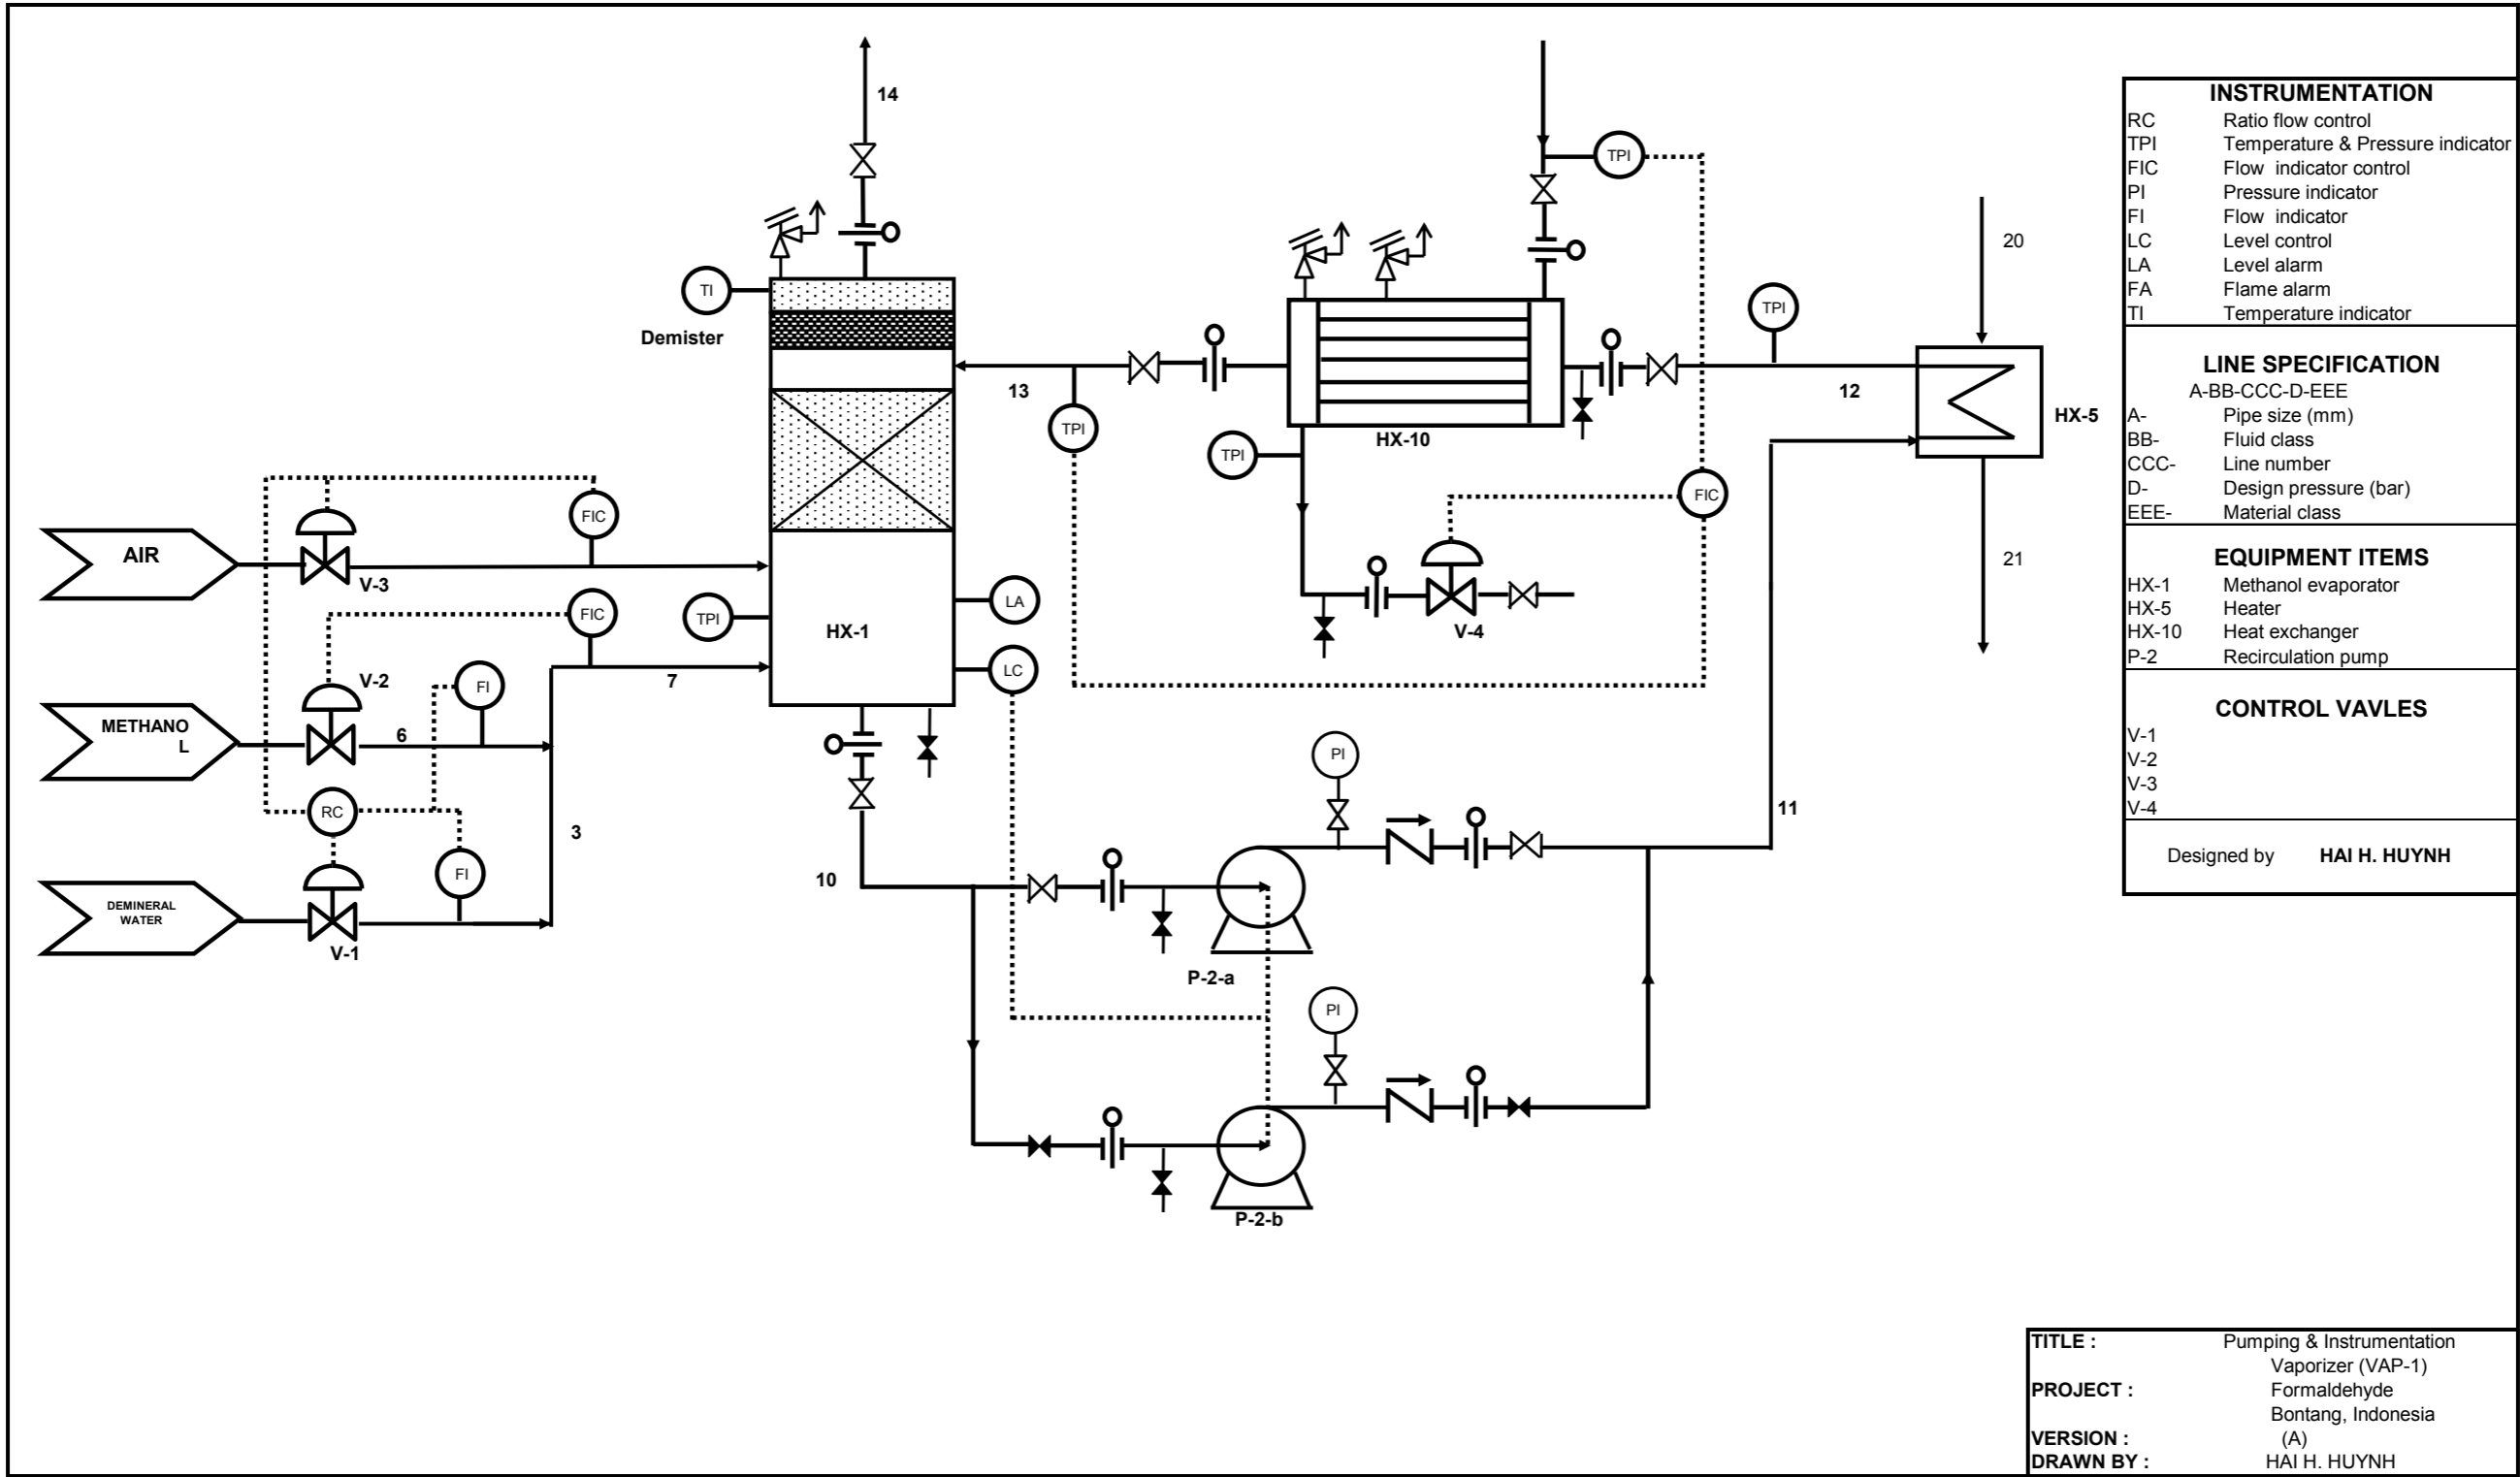 14
TPI
TI
Demister
20
TPI
13
12
HX-5
TPI
HX-10
TPI
FIC
FIC
AIR
V-3
21
FIC
LA
TPI
HX-1
V-4
LC
V-2
FI
7
METHANO
L
6
PI
RC
3
11
FI
10
DEMINERAL
WATER
V-1
P-2-a
PI
P-2-b
INSTRUMENTATION
RC Ratio flow control
TPI Temperature & Pressure indicator
FIC Flow indicator control
PI Pressure indicator
FI Flow indicator
LC Level control
LA Level alarm
FA Flame alarm
TI Temperature indicator
LINE SPECIFICATION
A-BB-CCC-D-EEE
A- Pipe size (mm)
BB- Fluid class
CCC- Line number
D- Design pressure (bar)
EEE- Material class
EQUIPMENT ITEMS
HX-1 Methanol evaporator
HX-5 Heater
HX-10 Heat exchanger
P-2 Recirculation pump
CONTROL VAVLES
V-1
V-2
V-3
V-4
Designed by HAI H. HUYNH
TITLE : Pumping & Instrumentation
Vaporizer (VAP-1)
PROJECT : Formaldehyde
Bontang, Indonesia
VERSION : (A)
DRAWN BY : HAI H. HUYNH